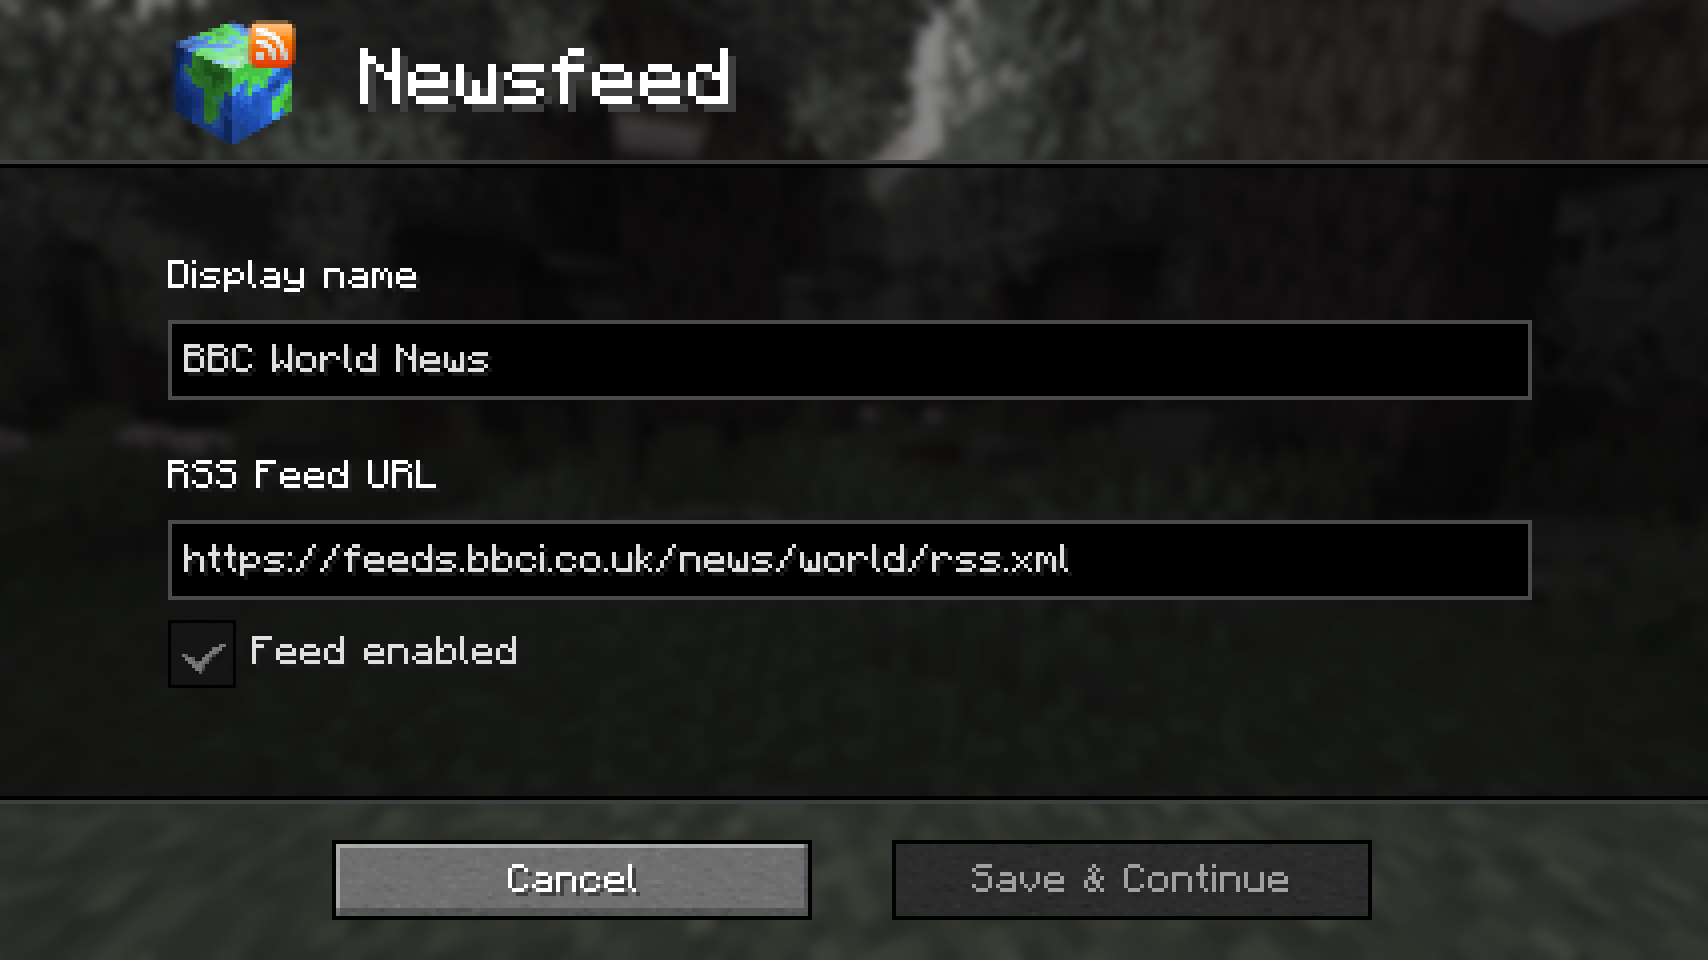 Newsfeed
Display name
BBC World News
RSS Feed URL
https://feeds.bbci.co.uk/news/world/rss.xml
Feed enabled
Cancel
Save & Continue